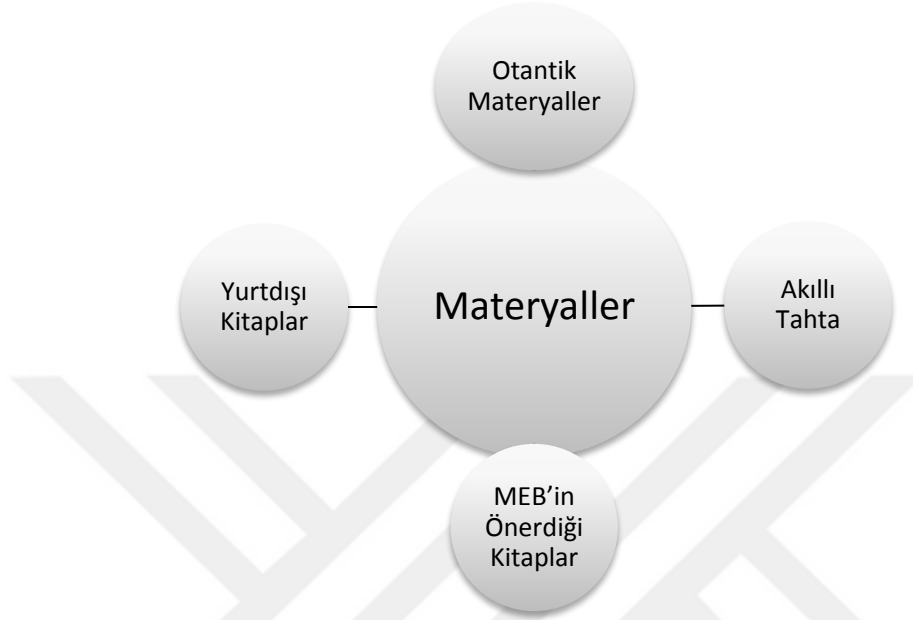 Otantik
Materyaller
Yurtdışı
Kitaplar
Materyaller
Akıllı
Tahta
MEB’in
Önerdiği
Kitaplar